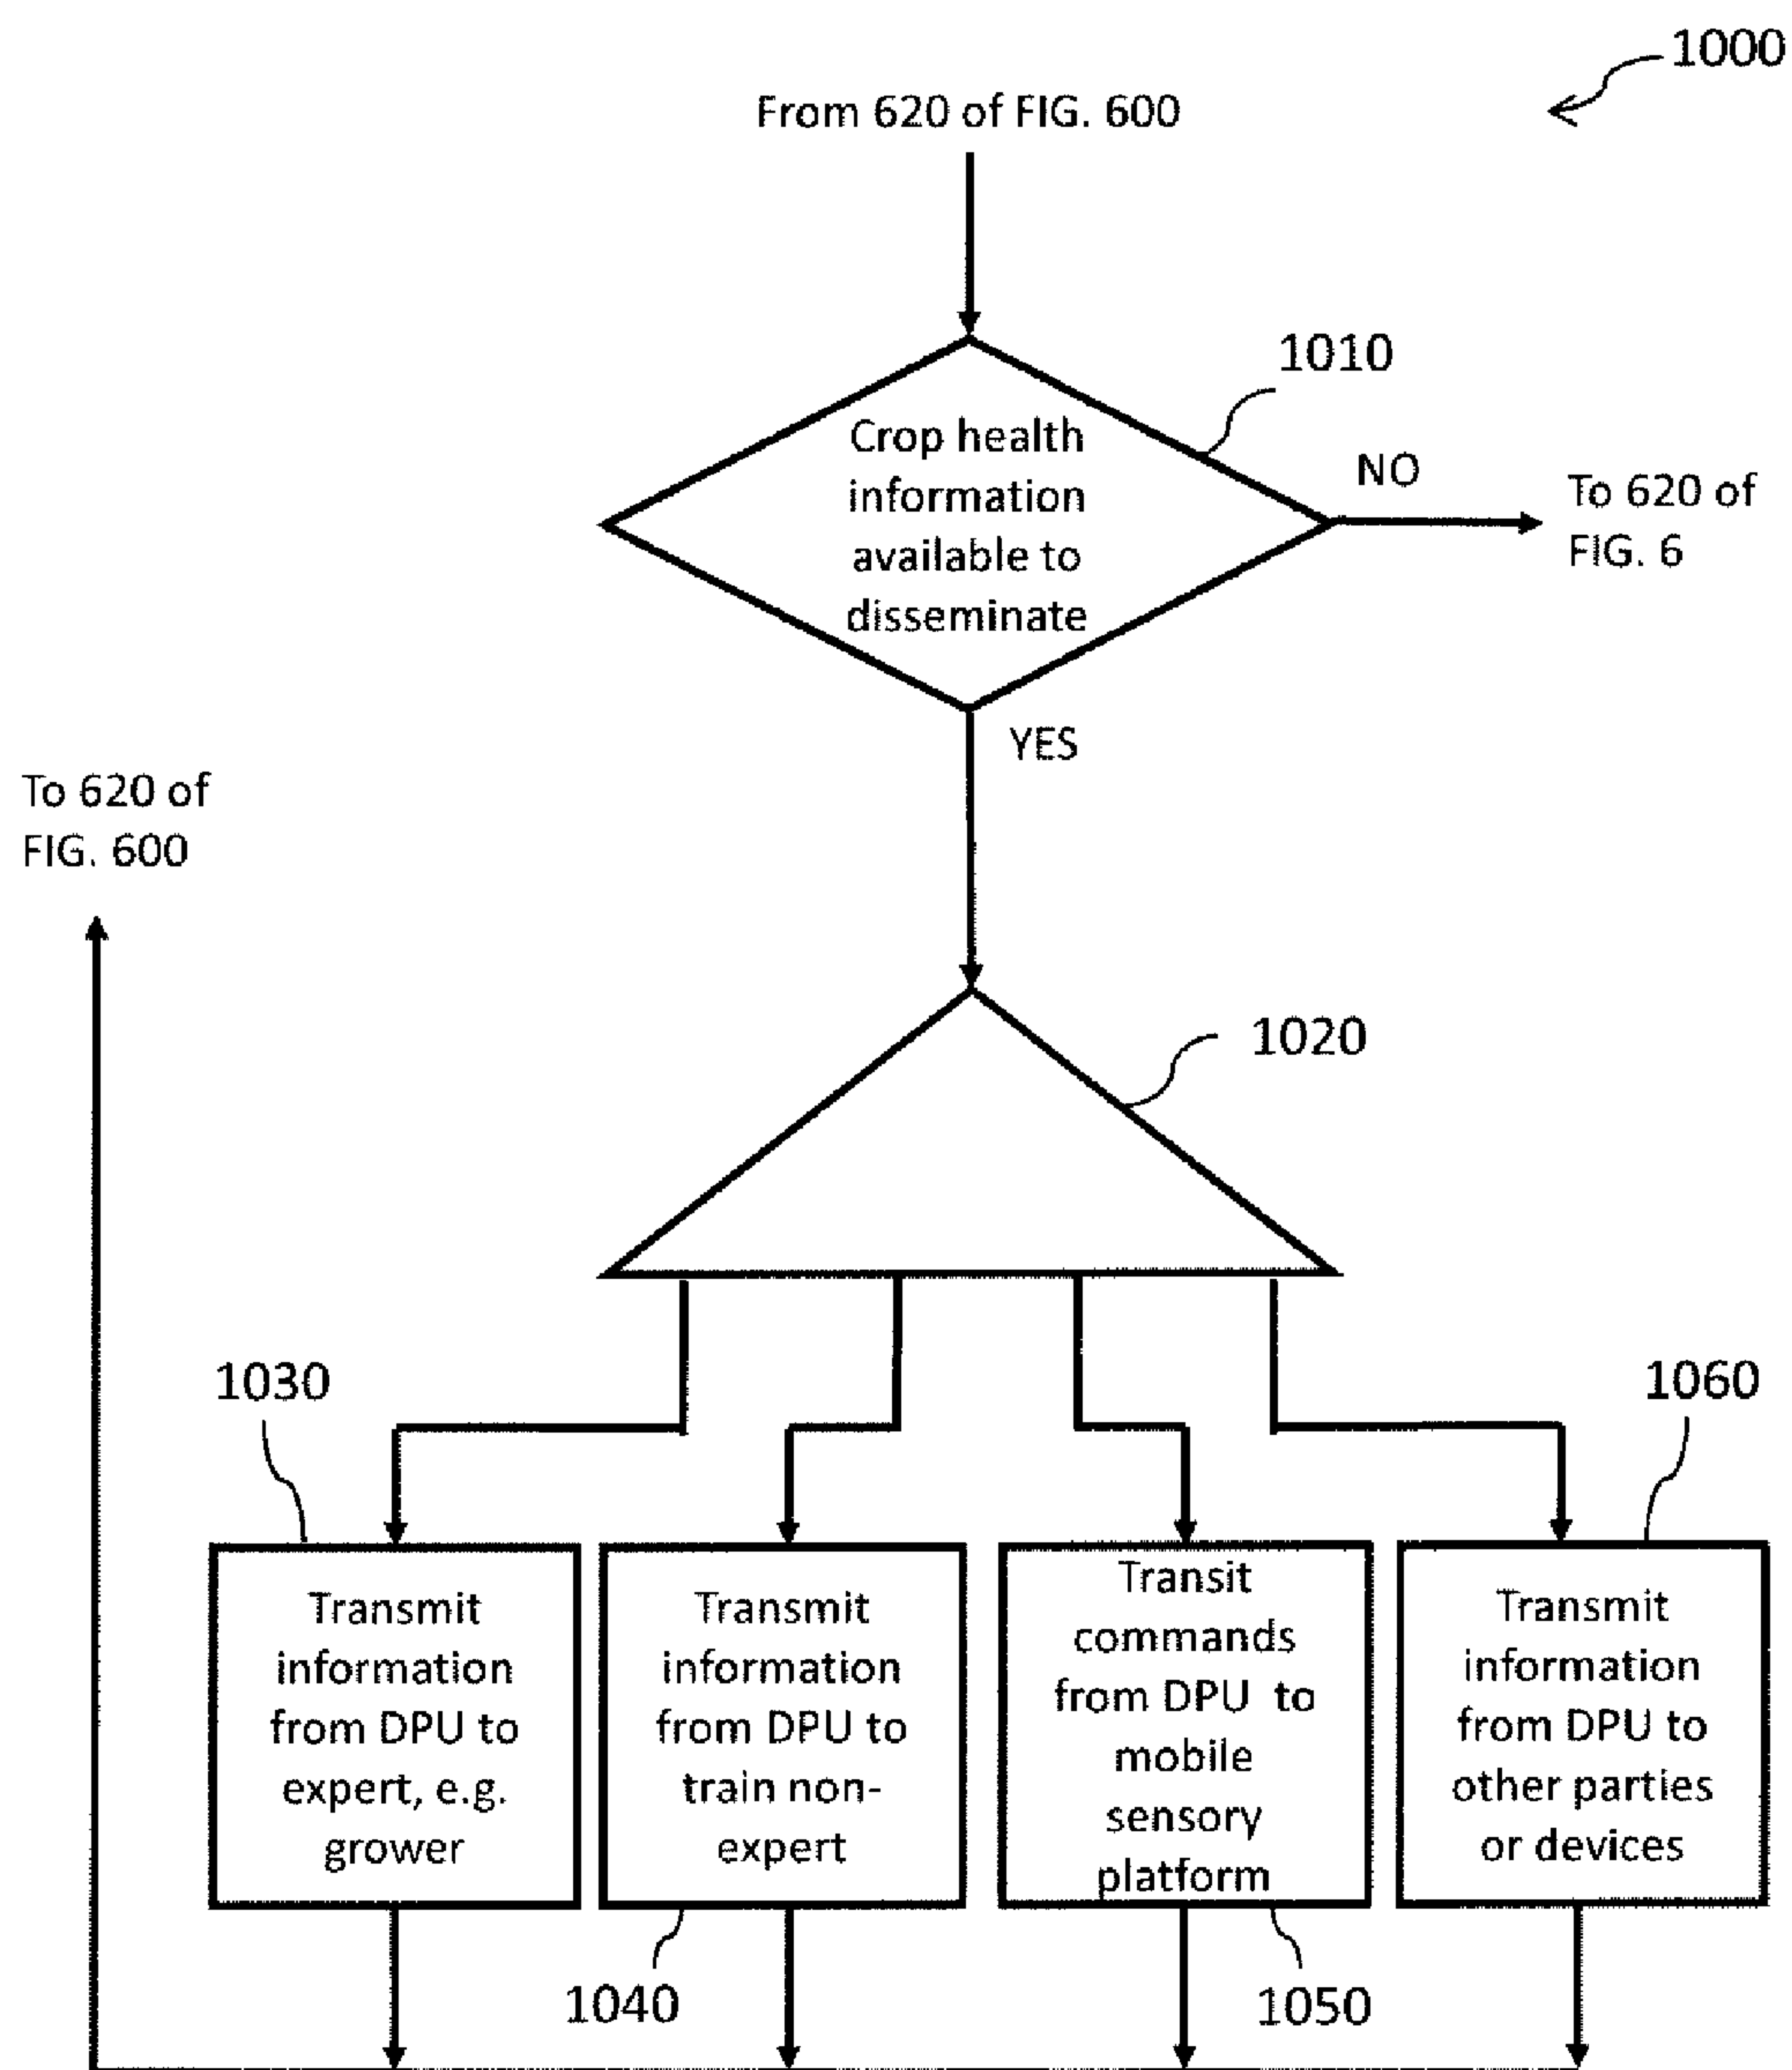 1000
From 620 of FIG. 600
1010
Crop health
information
available to
disseminate
NO
To 620 of
FIG. 6
YES
To 620 of
FIG. 600
1020
1030
1060
Transmit
information
from DPU to
expert, e.g.
grower
Transmit
information
from DPU to
train non-
expert
Transit
commands
from DPU to
mobile
sensory
platform
Transmit
information
from DPU to
other parties
or devices
1040
1050